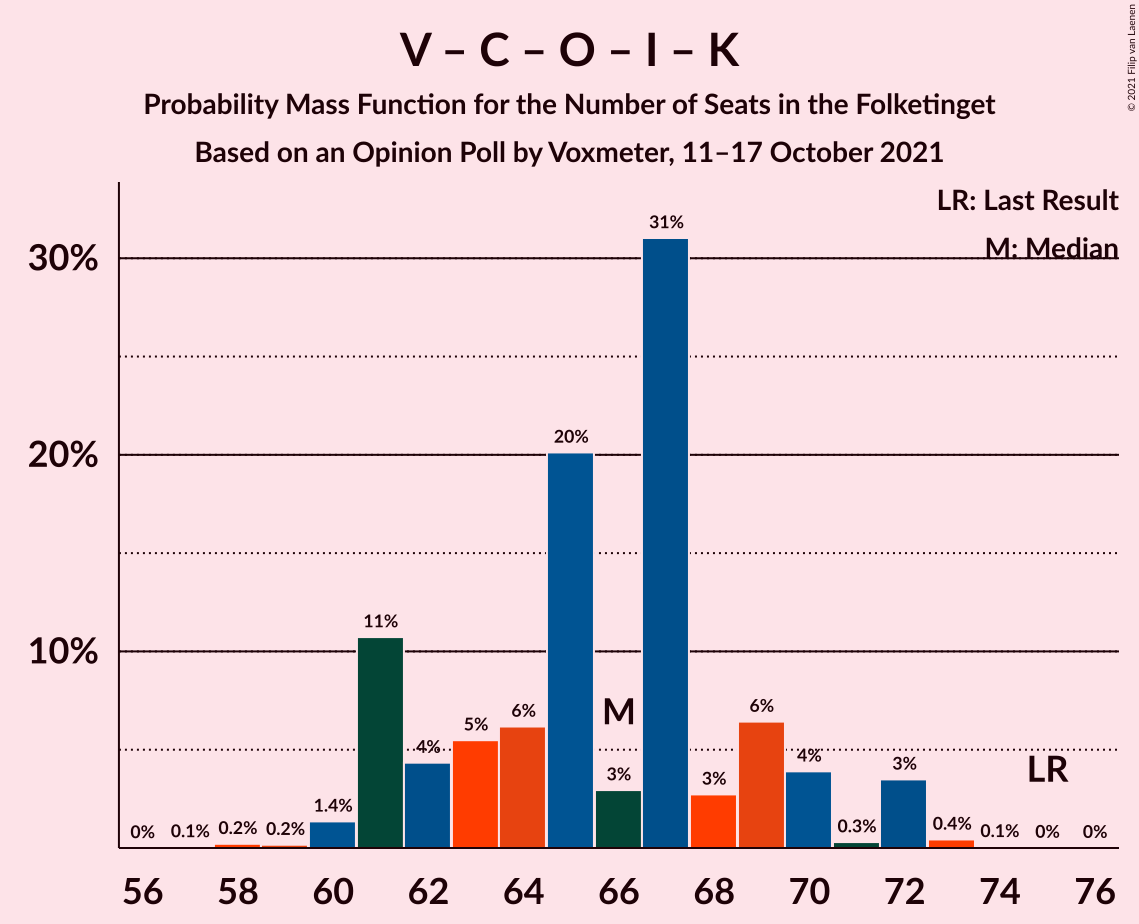 V – C – O – I – K
Probability Mass Function for the Number of Seats in the Folketinget
Based on an Opinion Poll by Voxmeter, 11–17 October 2021
© 2021 Filip van Laenen
LR: Last Result
M: Median
30%
20%
10%
0%
0.1%
0.2%
0.2%
1.4%
11%
4%
5%
6%
20%
3%
31%
3%
6%
4%
0.3%
3%
0.4%
0.1%
0%
0%
M
LR
56 58 60 62 64 66 68 70 72 74 76